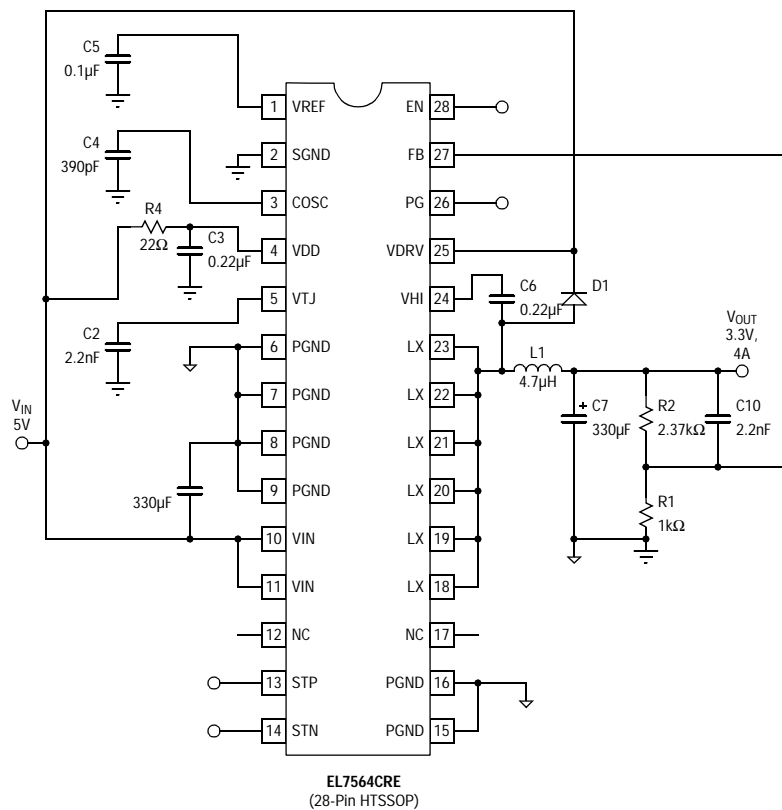 C5
0.1µF
C4
390pF
R4
22Ω
C3
0.22µF
C2
2.2nF
VIN
5V
330µF
1 VREF
2 SGND
3 COSC
4 VDD
5 VTJ
6 PGND
7 PGND
8 PGND
9 PGND
10 VIN
11 VIN
12 NC
13 STP
14 STN
EN 28
FB 27
PG 26
VDRV 25
VHI 24
LX 23
LX 22
LX 21
LX 20
LX 19
LX 18
NC 17
PGND 16
PGND 15
C6
0.22µF
D1
L1
4.7µH
VOUT
3.3V,
4A
+ C7
330µF
R2
2.37kΩ
C10
2.2nF
R1
1kΩ
EL7564CRE
(28-Pin HTSSOP)